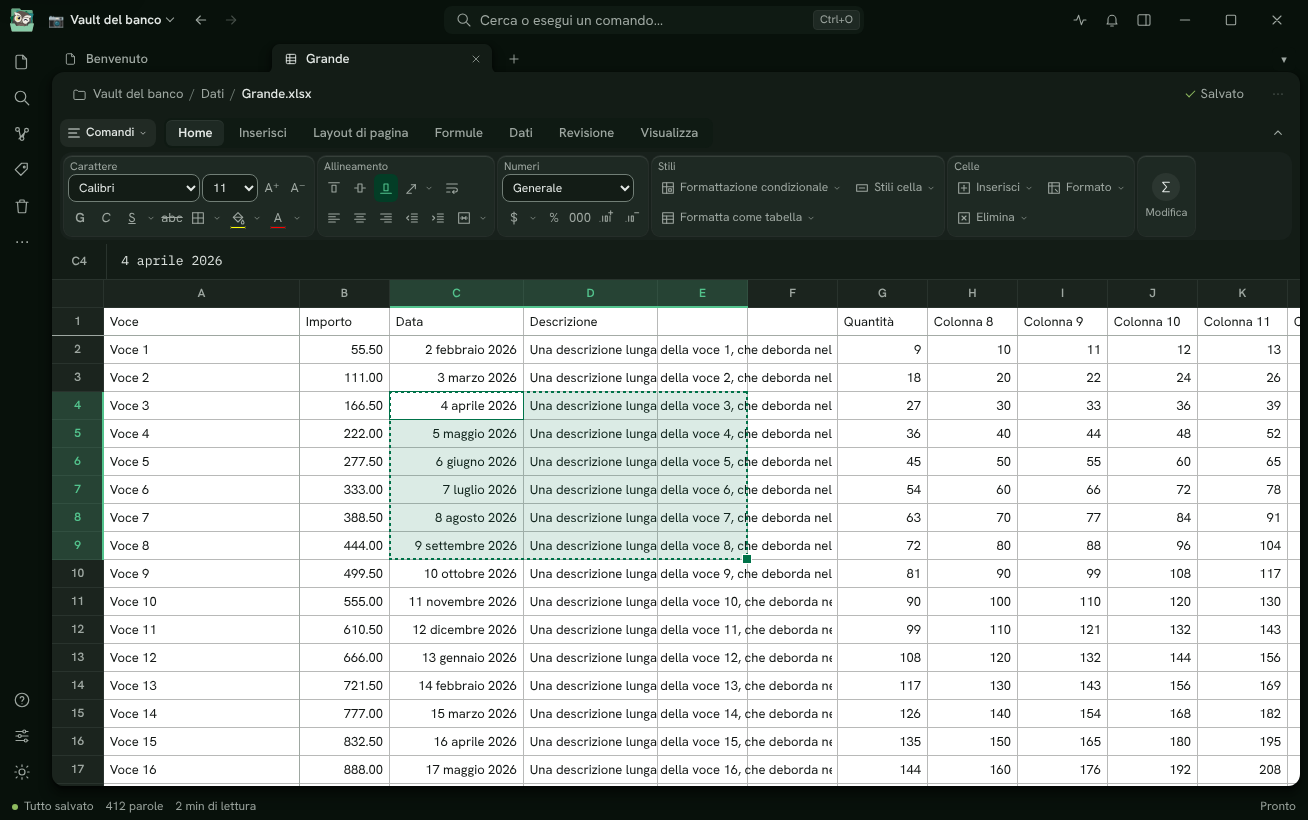 Vault del banco
Cerca o esegui un comando...
Ctrl+O
Benvenuto
Grande
Vault del banco / Dati / Grande.xlsx
Salvato
Comandi
Home Inserisci Layout di pagina Formule Dati Revisione Visualizza
Carattere Allineamento Numeri Stili Celle
Calibri 11 A+ A− Generale Formattazione condizionale Stili cella Inserisci Formato Σ
G C S abc A $ % 000 Formatta come tabella Elimina Modifica
C4 4 aprile 2026
A B C D E F G H I J K
1 Voce Importo Data Descrizione Quantità Colonna 8 Colonna 9 Colonna 10 Colonna 11
2 Voce 1 55.50 2 febbraio 2026 Una descrizione lunga della voce 1, che deborda nel 9 10 11 12 13
3 Voce 2 111.00 3 marzo 2026 Una descrizione lunga della voce 2, che deborda nel 18 20 22 24 26
4 Voce 3 166.50 4 aprile 2026 Una descrizione lunga della voce 3, che deborda nel 27 30 33 36 39
5 Voce 4 222.00 5 maggio 2026 Una descrizione lunga della voce 4, che deborda nel 36 40 44 48 52
6 Voce 5 277.50 6 giugno 2026 Una descrizione lunga della voce 5, che deborda nel 45 50 55 60 65
7 Voce 6 333.00 7 luglio 2026 Una descrizione lunga della voce 6, che deborda nel 54 60 66 72 78
8 Voce 7 388.50 8 agosto 2026 Una descrizione lunga della voce 7, che deborda nel 63 70 77 84 91
9 Voce 8 444.00 9 settembre 2026 Una descrizione lunga della voce 8, che deborda nel 72 80 88 96 104
10 Voce 9 499.50 10 ottobre 2026 Una descrizione lunga della voce 9, che deborda nel 81 90 99 108 117
11 Voce 10 555.00 11 novembre 2026 Una descrizione lunga della voce 10, che deborda ne 90 100 110 120 130
12 Voce 11 610.50 12 dicembre 2026 Una descrizione lunga della voce 11, che deborda ne 99 110 121 132 143
13 Voce 12 666.00 13 gennaio 2026 Una descrizione lunga della voce 12, che deborda ne 108 120 132 144 156
14 Voce 13 721.50 14 febbraio 2026 Una descrizione lunga della voce 13, che deborda ne 117 130 143 156 169
15 Voce 14 777.00 15 marzo 2026 Una descrizione lunga della voce 14, che deborda ne 126 140 154 168 182
16 Voce 15 832.50 16 aprile 2026 Una descrizione lunga della voce 15, che deborda ne 135 150 165 180 195
17 Voce 16 888.00 17 maggio 2026 Una descrizione lunga della voce 16, che deborda ne 144 160 176 192 208
Tutto salvato 412 parole 2 min di lettura Pronto